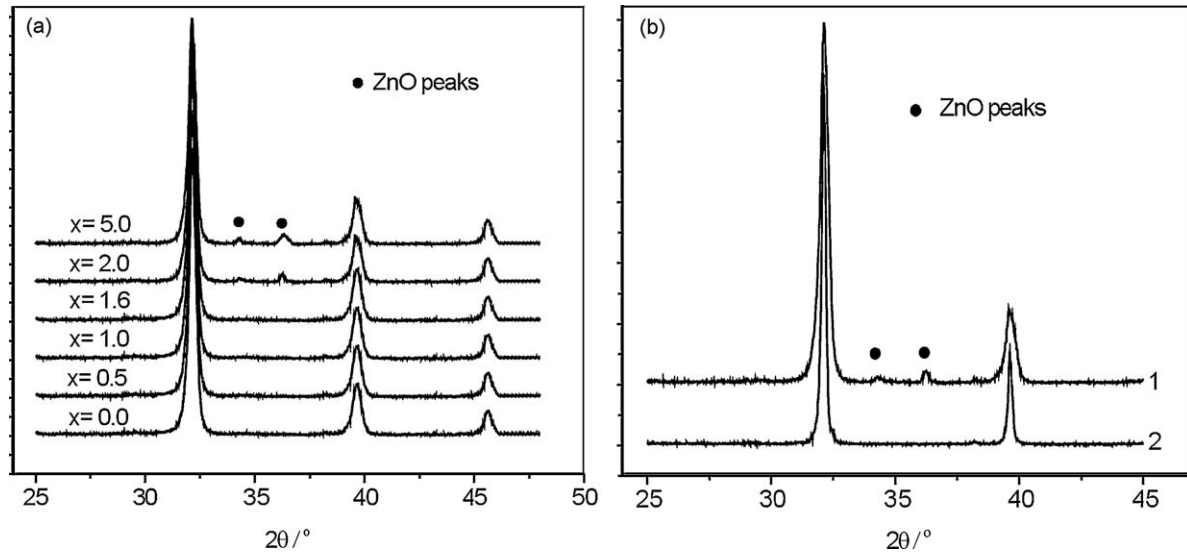 (a)
● ZnO peaks
x= 5.0
x= 2.0
x= 1.6
x= 1.0
x= 0.5
x= 0.0
25 30 35 40 45 50
2θ / °
(b)
● ZnO peaks
1
2
25 30 35 40 45
2θ / °